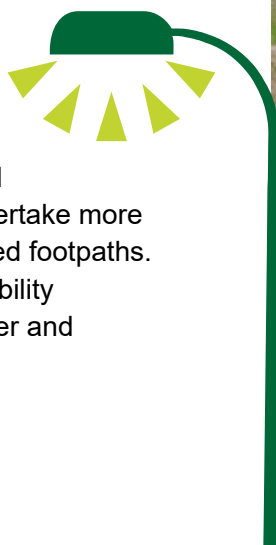 ertake more
ed footpaths.
bility
er and